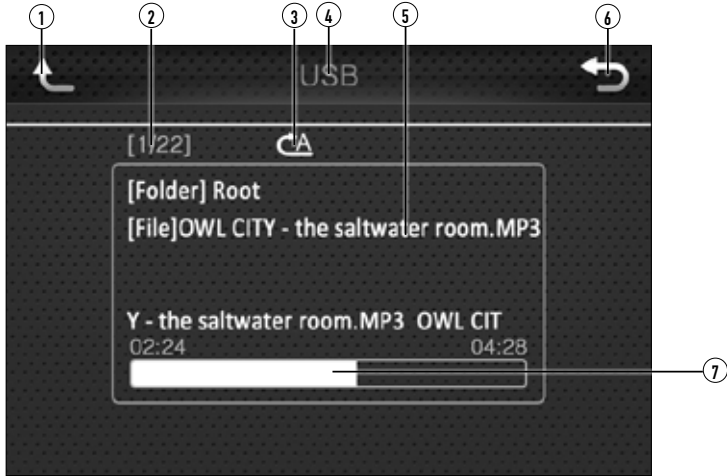 1 2 3 4 5 6
USB
[1/22] A
[Folder] Root
[File]OWL CITY - the saltwater room.MP3
Y - the saltwater room.MP3 OWL CIT
02:24 04:28
7